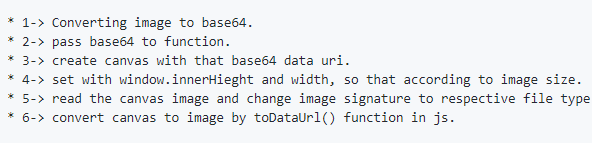 * 1-> Converting image to base64.
* 2-> pass base64 to function.
* 3-> create canvas with that base64 data uri.
* 4-> set with window.innerHieght and width, so that according to image size.
* 5-> read the canvas image and change image signature to respective file type
* 6-> convert canvas to image by toDataUrl() function in js.